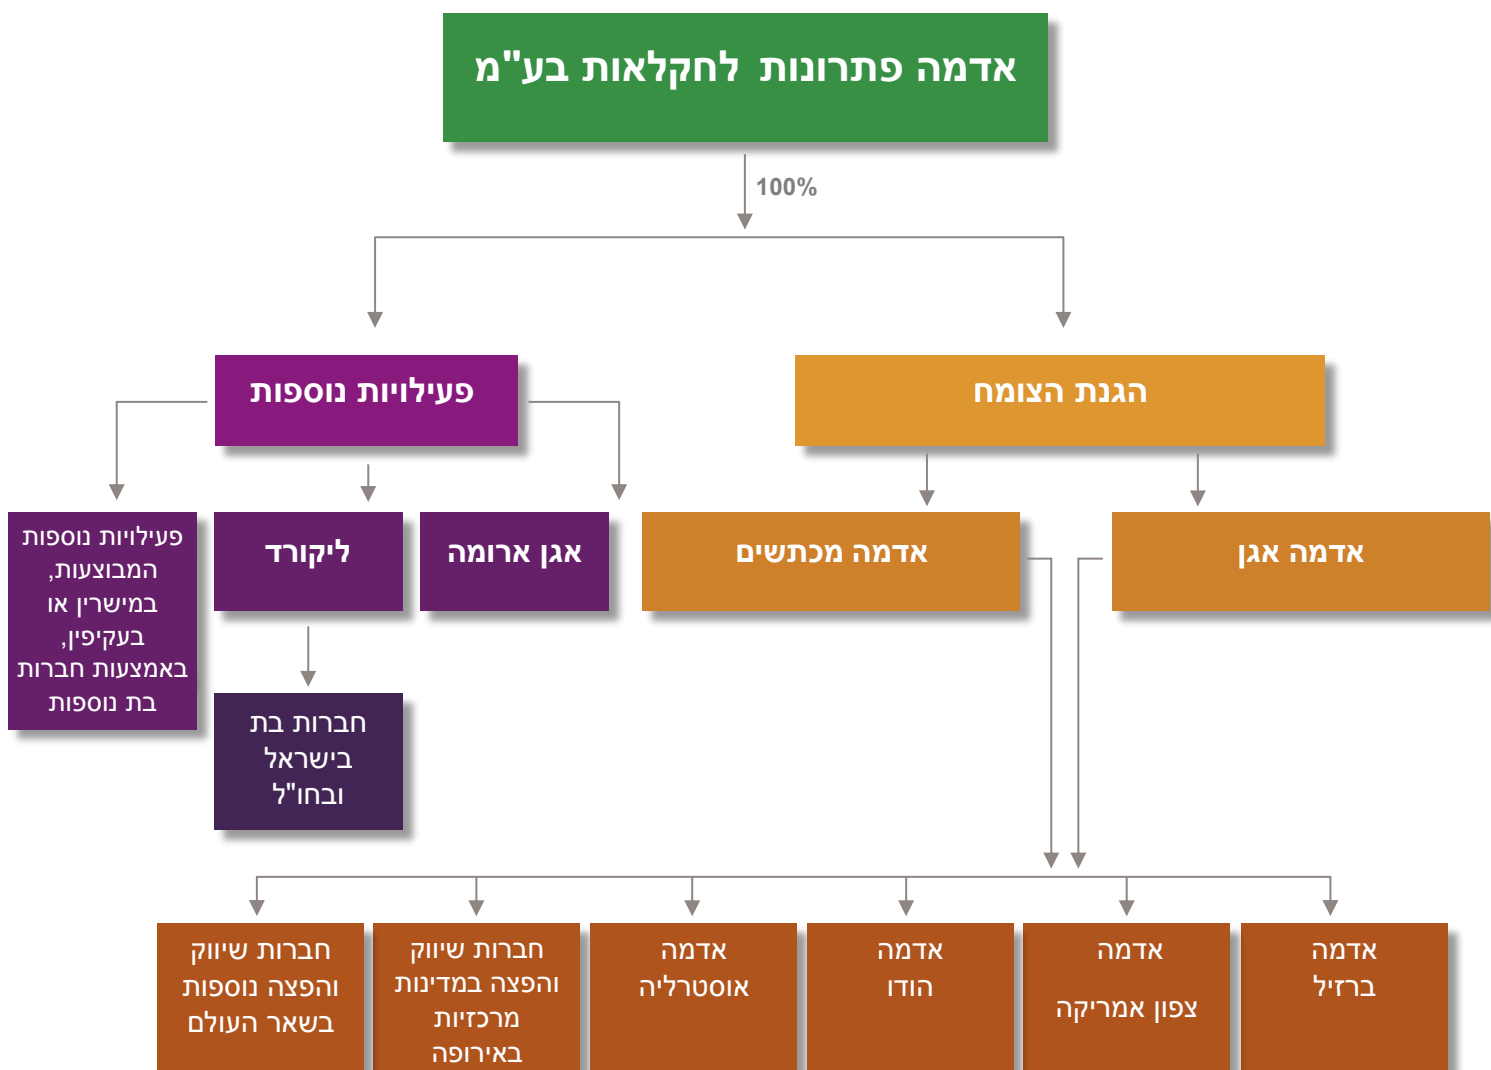 אדמה פתרונות לחקלאות בע"מ
100%
הגנת הצומח
פעילויות נוספות
אדמה אגן
אדמה מכתשים
אגן ארומה
ליקורד
פעילויות נוספות
המבוצעות,
במישרין או
בעקיפין,
באמצעות חברות
בת נוספות
חברות בת
בישראל
ובחו"ל
אדמה
ברזיל
אדמה
צפון אמריקה
אדמה
הודו
אדמה
אוסטרליה
חברות שיווק
והפצה במדינות
מרכזיות
באירופה
חברות שיווק
והפצה נוספות
בשאר העולם